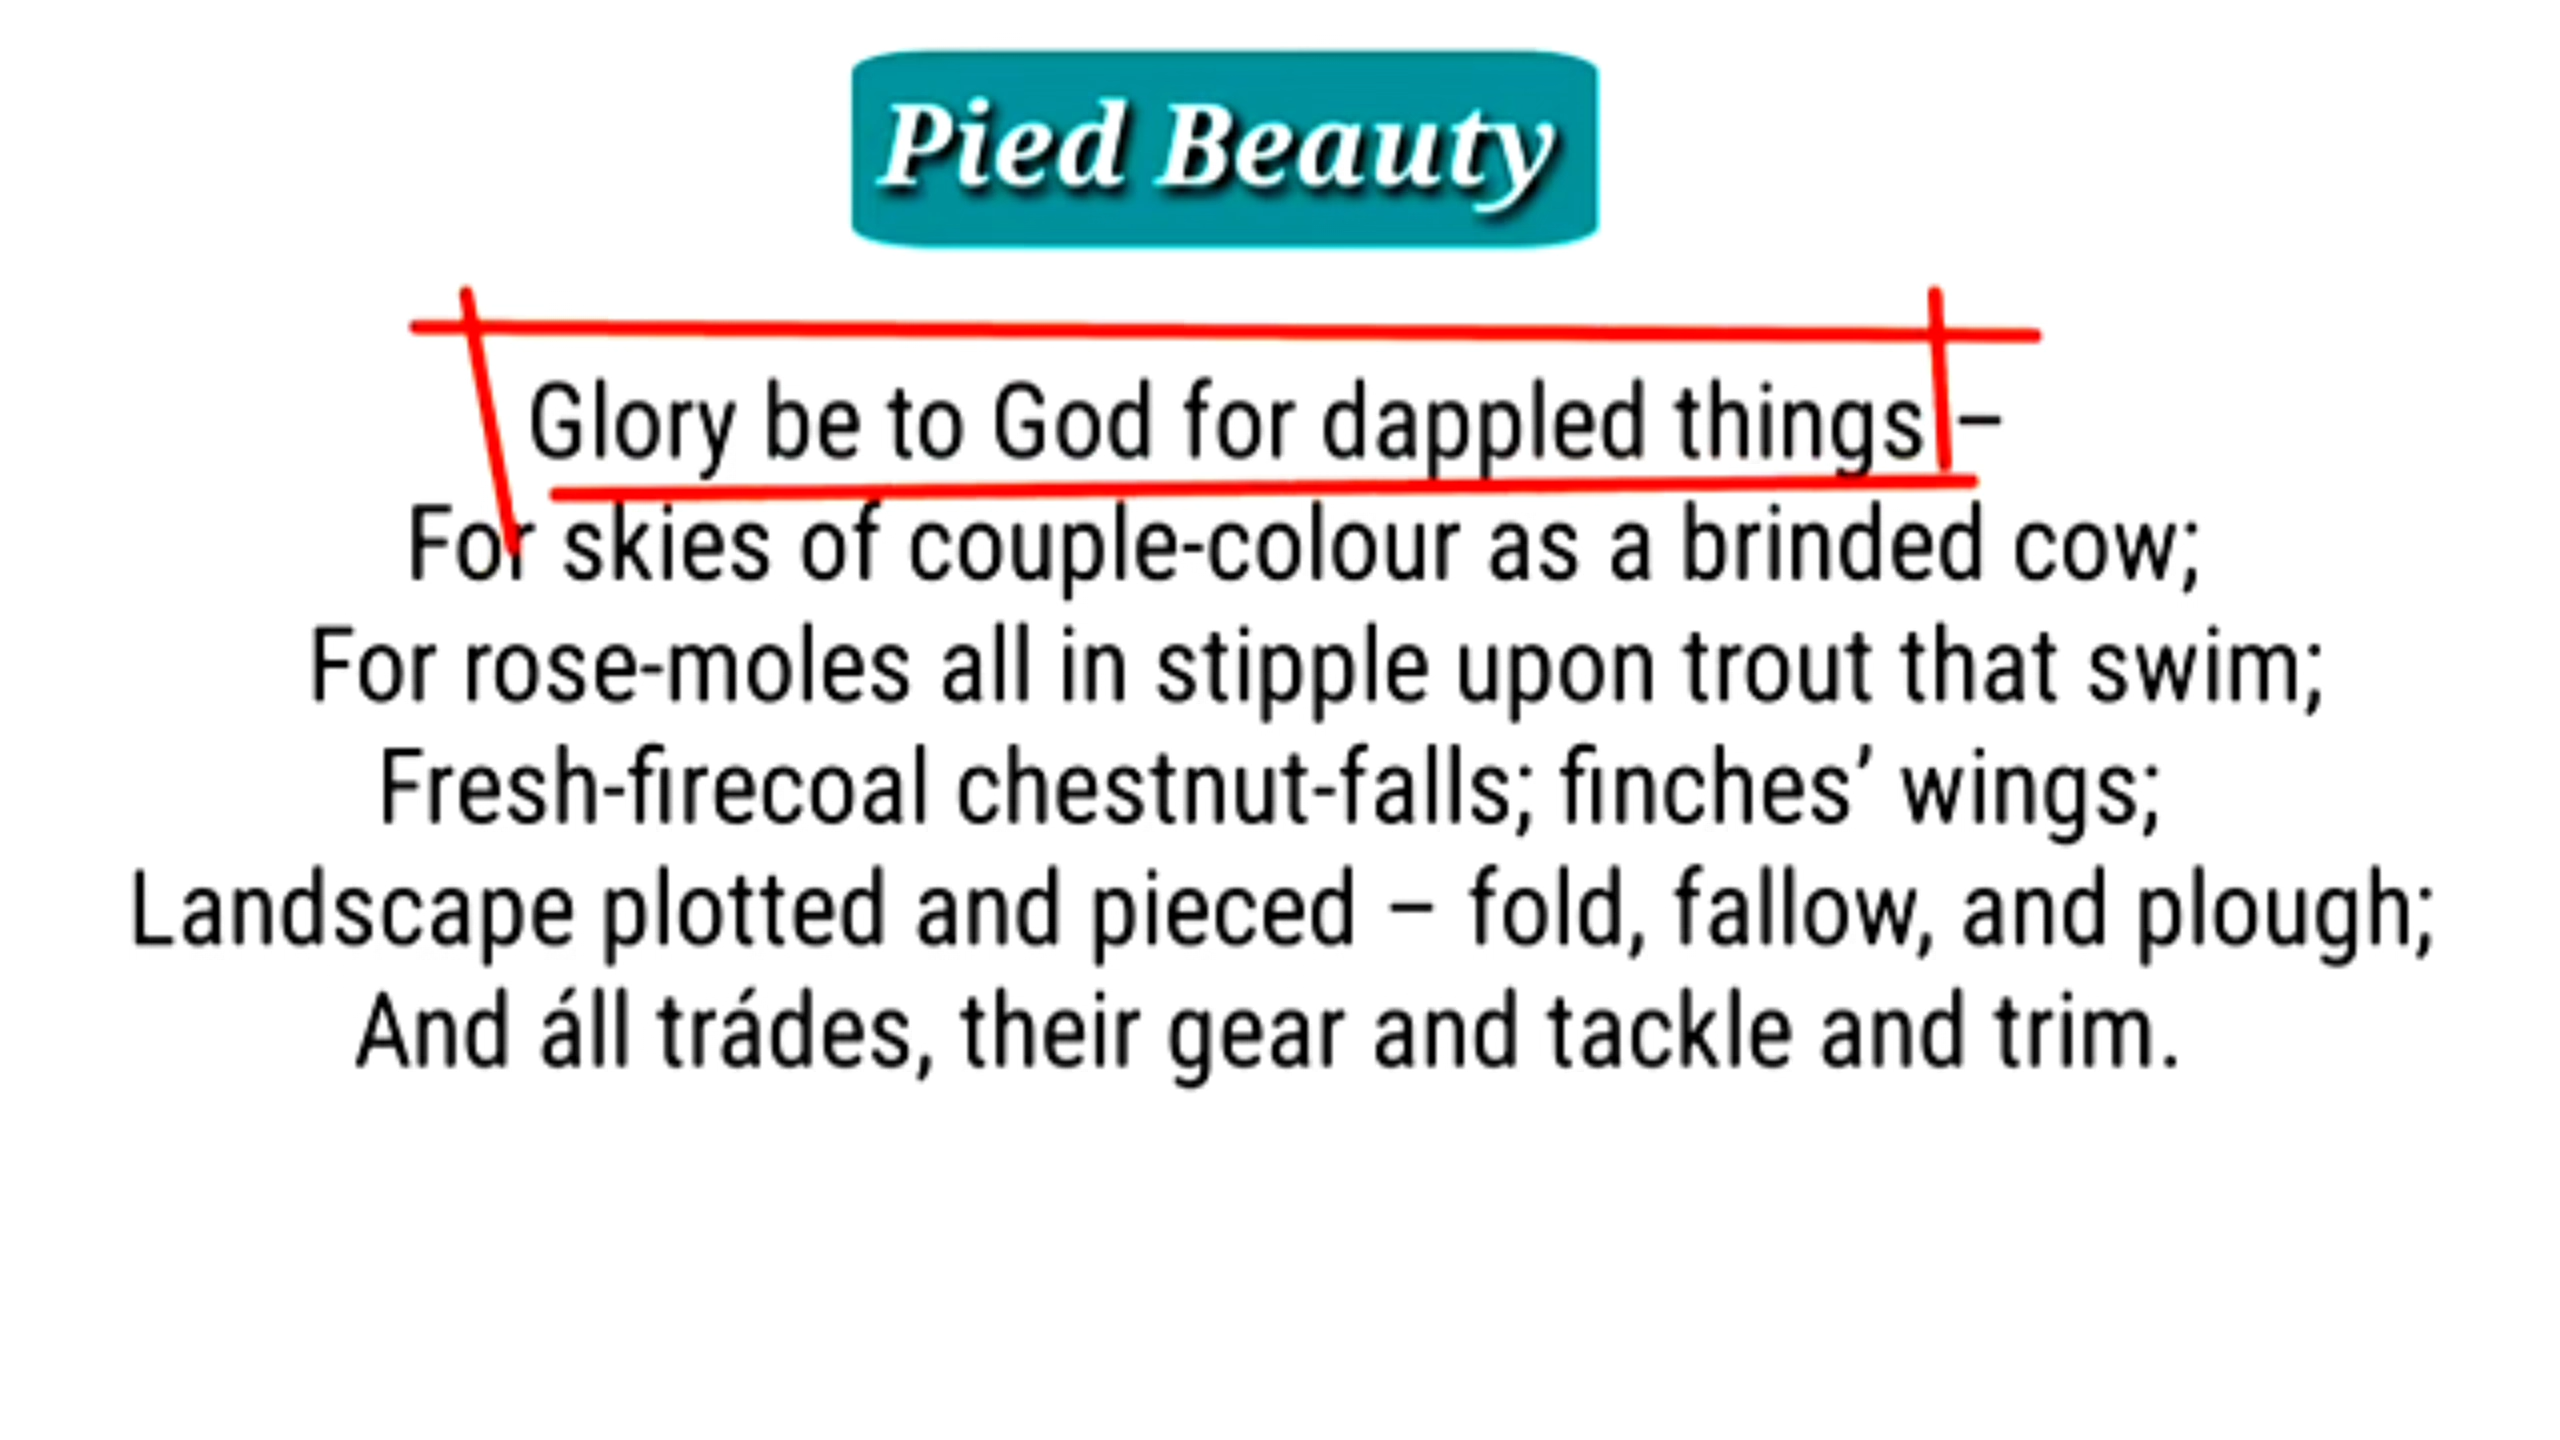 Pied Beauty
Glory be to God for dappled things –
For skies of couple-colour as a brinded cow;
For rose-moles all in stipple upon trout that swim;
Fresh-firecoal chestnut-falls; finches’ wings;
Landscape plotted and pieced – fold, fallow, and plough;
And áll trádes, their gear and tackle and trim.